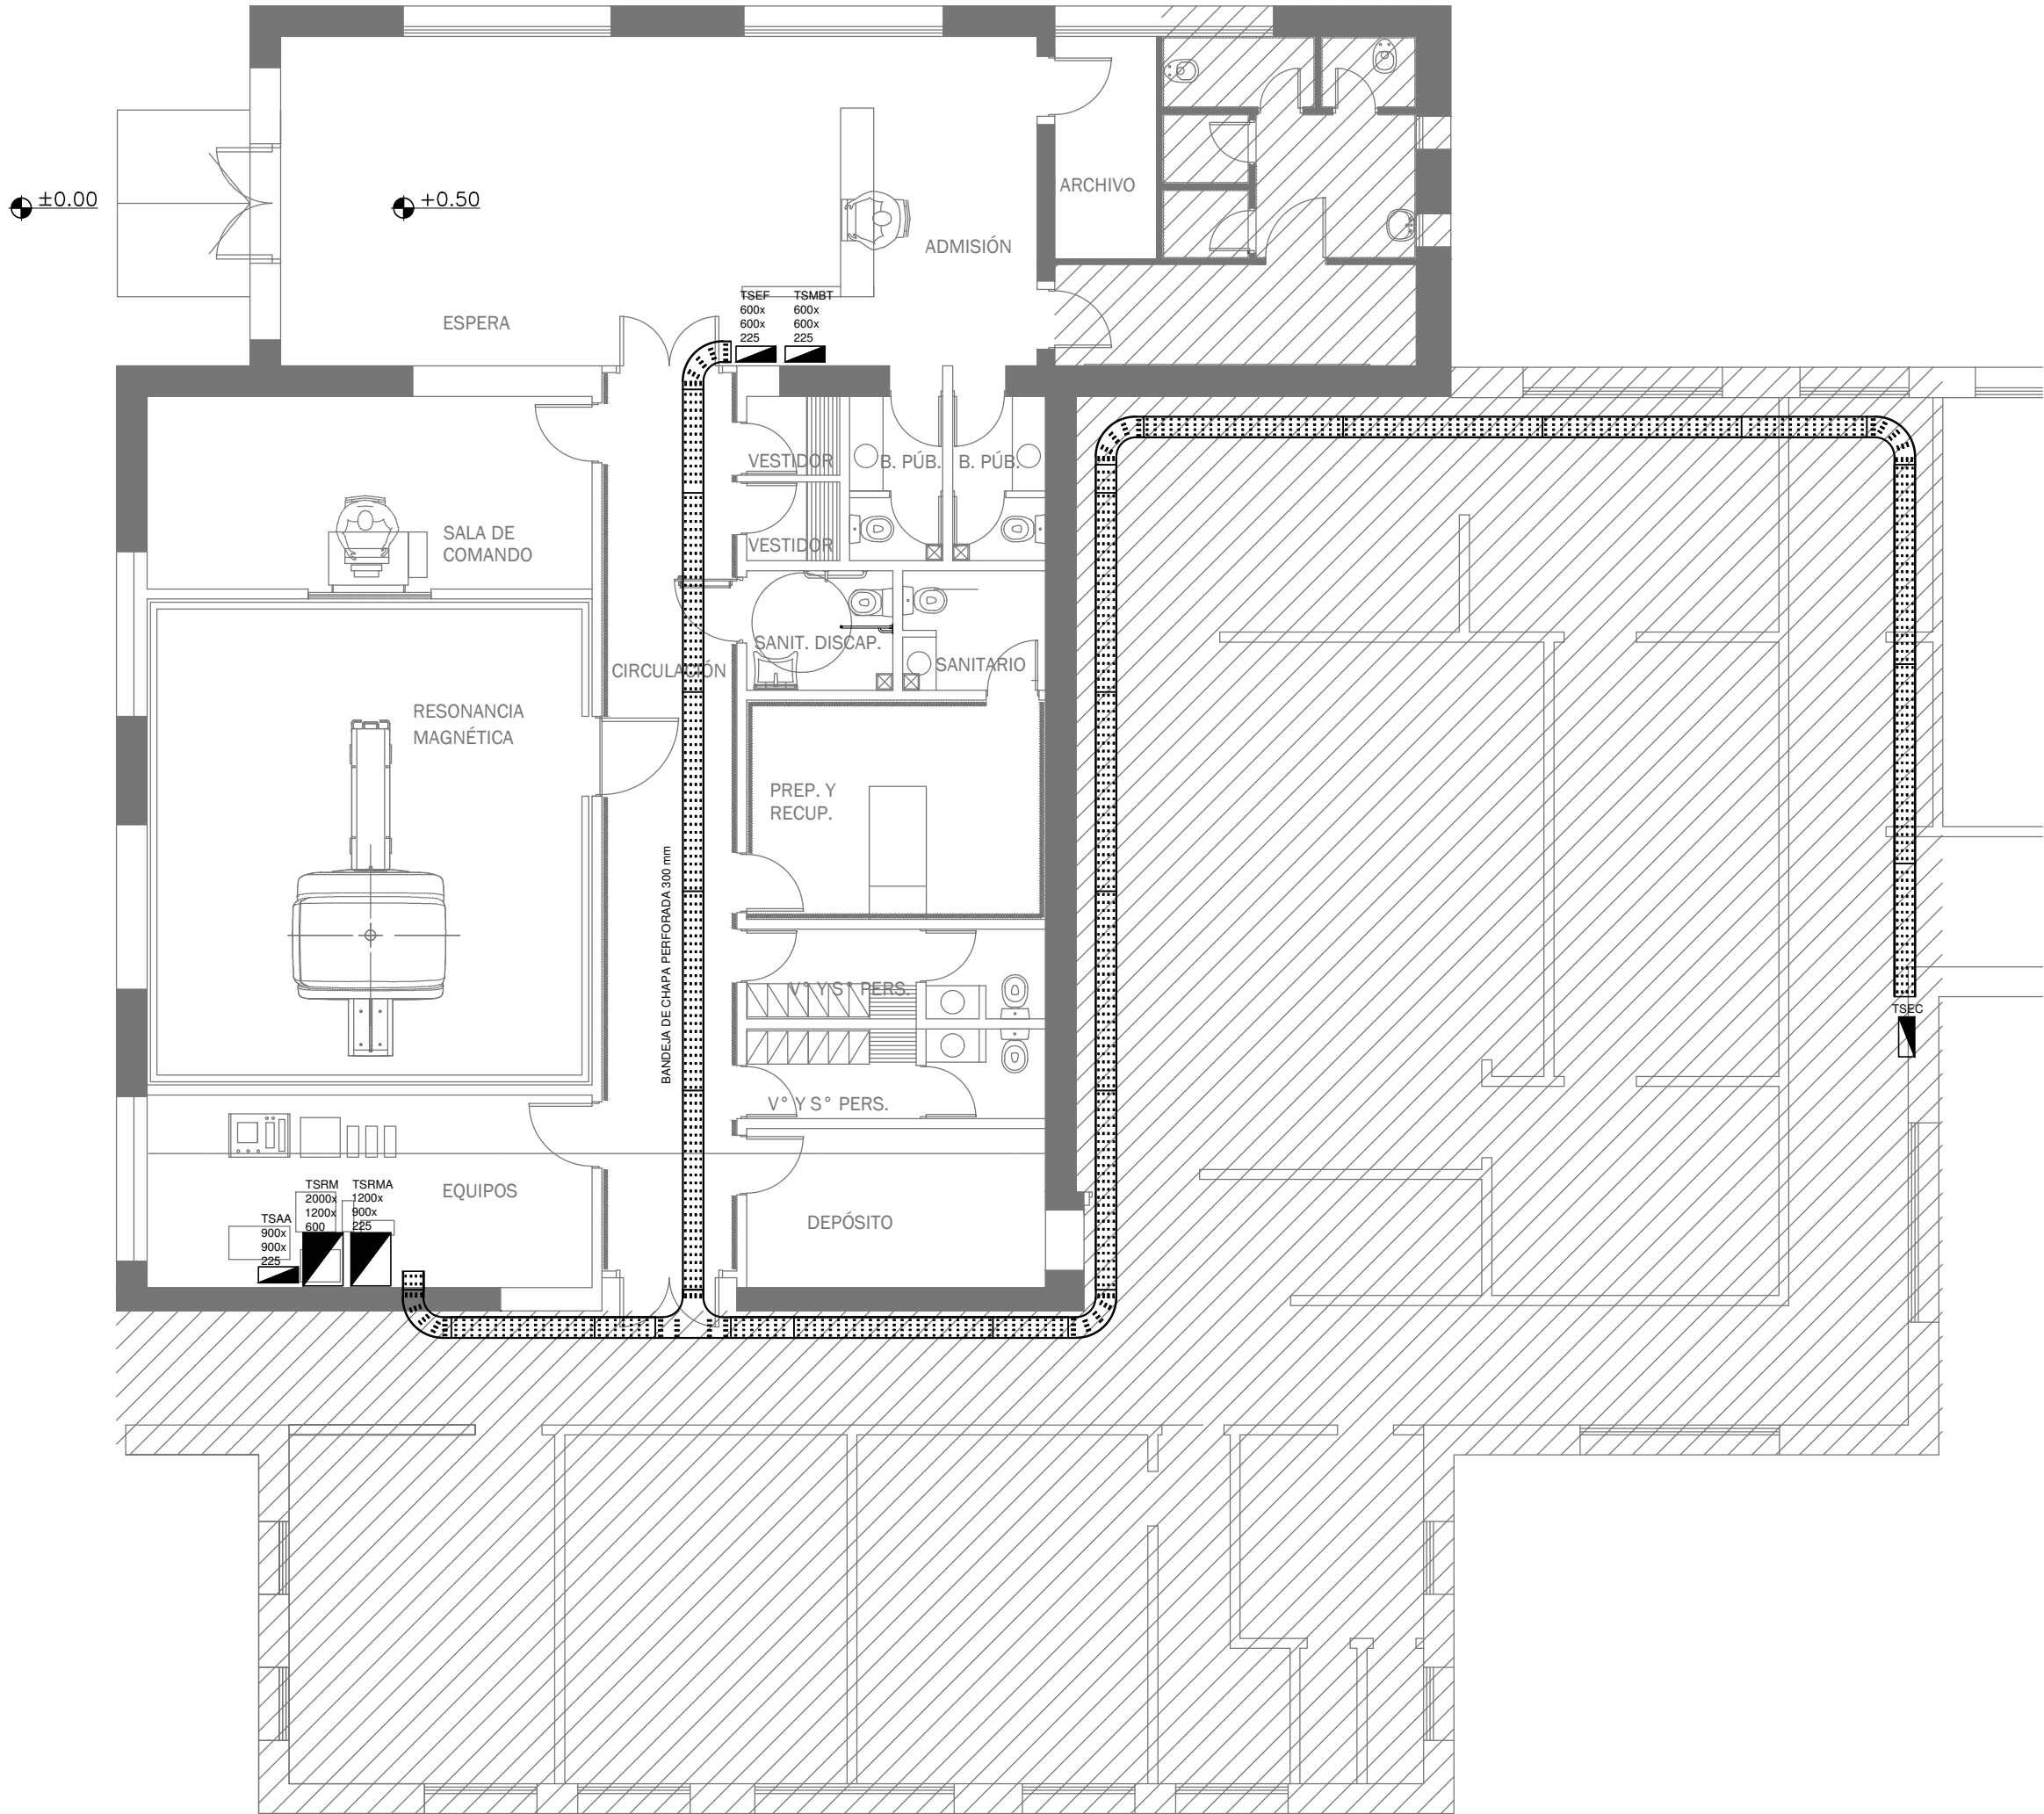 ARCHIVO
±0.00
+0.50
ADMISIÓN
ESPERA
TSEF
600x
600x
225
TSMBT
600x
600x
225
VESTIDOR
B. PÚB.
B. PÚB.
SALA DE
COMANDO
VESTIDOR
SANIT. DISCAP.
SANITARIO
CIRCULACIÓN
RESONANCIA
MAGNÉTICA
PREP. Y
RECUP.
BANDEJA DE CHAPA PERFORADA 300 mm
V° Y S° PERS.
TSEC
V° Y S° PERS.
EQUIPOS
TSRM
2000x
1200x
600
TSRMA
1200x
900x
225
TSAA
900x
900x
225
DEPÓSITO